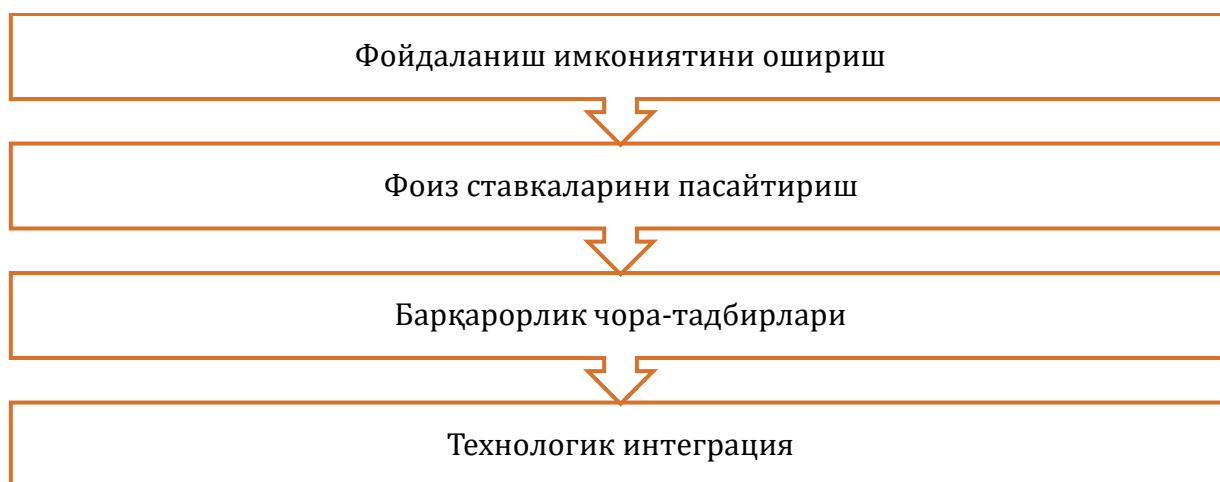 Фойдаланиш имкониятини ошириш
Фоиз ставкаларини пасайтириш
Барқарорлик чора-тадбирлари
Технологик интеграция